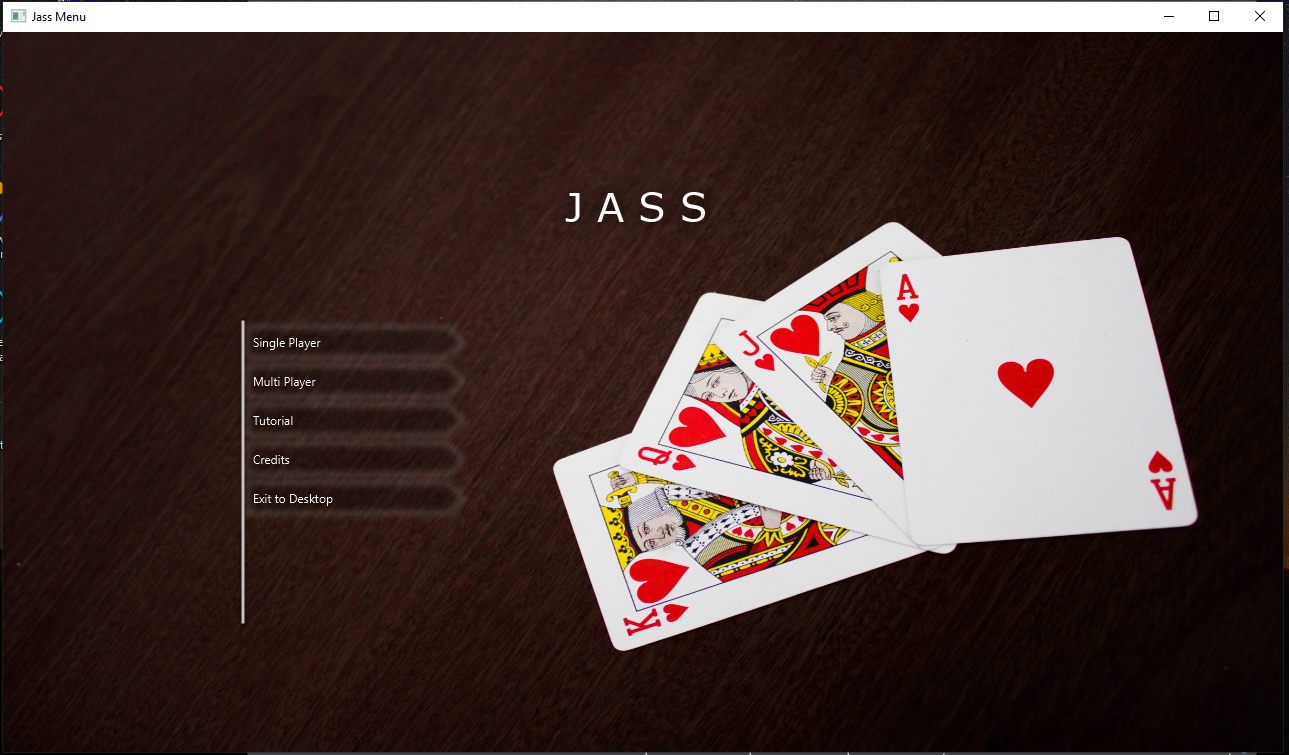 Jass Menu
JASS
Single Player
Multi Player
Tutorial
Credits
Exit to Desktop
J
A
Q
K
A